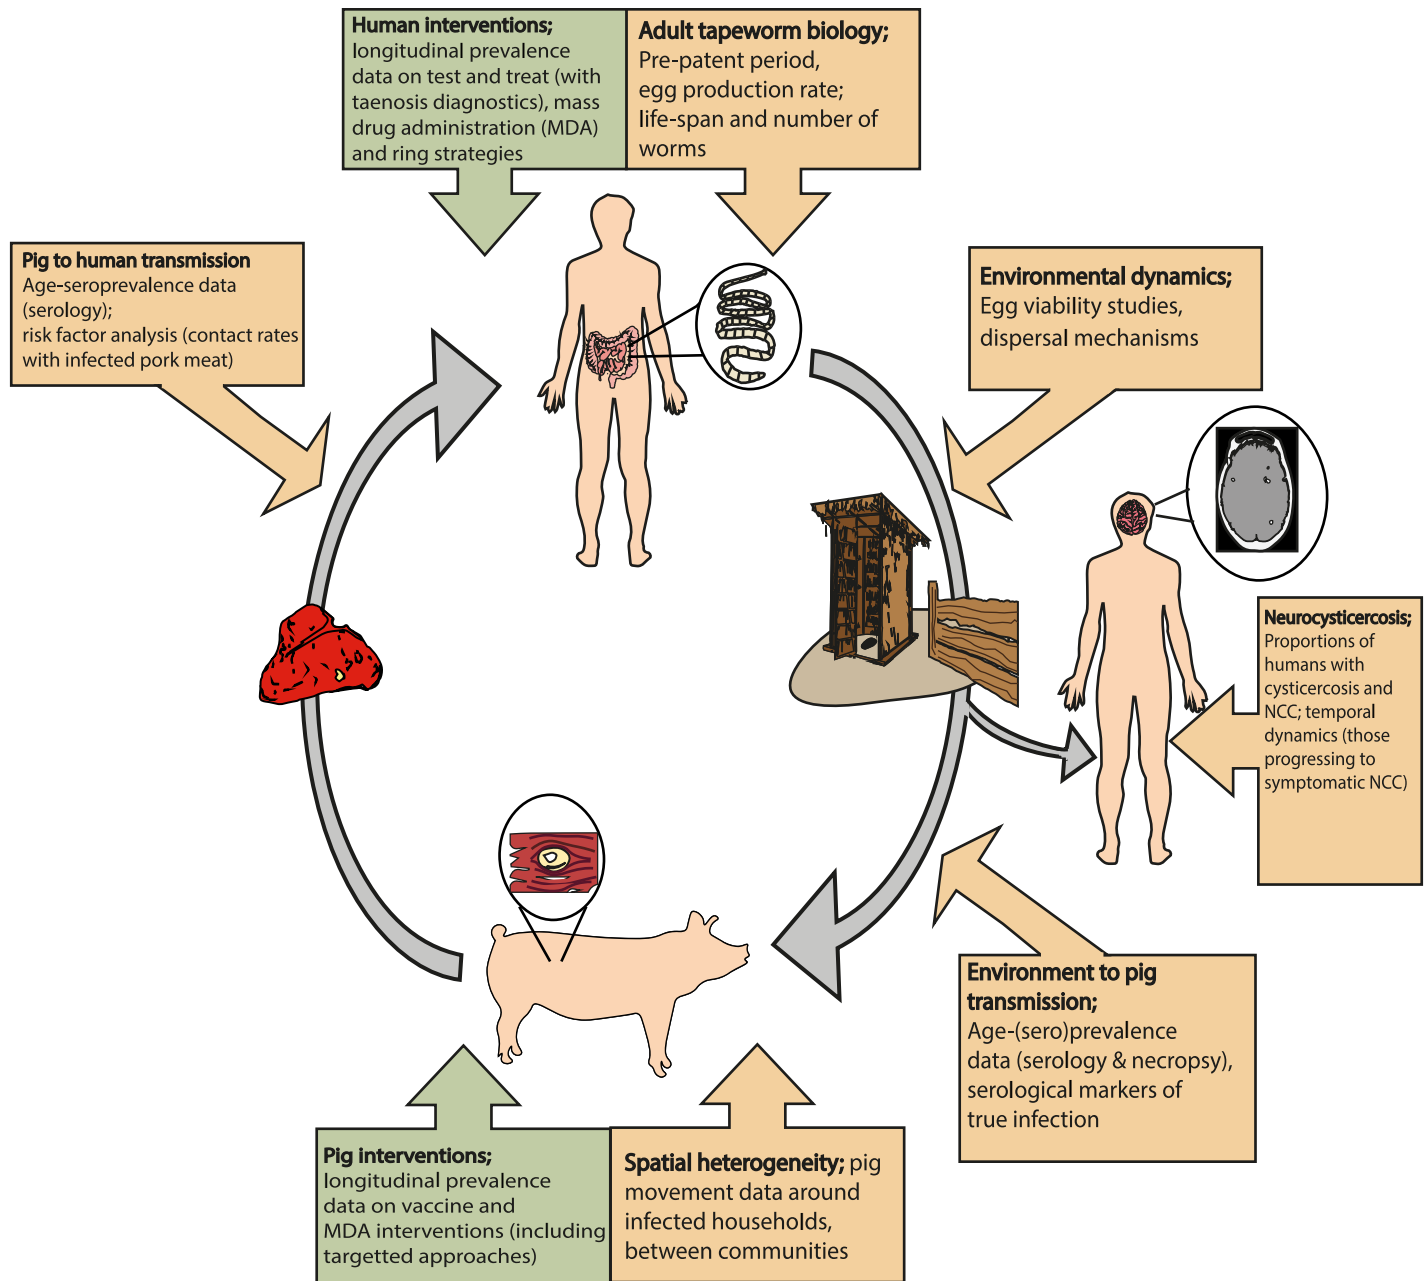 Human interventions;
longitudinal prevalence
data on test and treat (with
taenosis diagnostics), mass
drug administration (MDA)
and ring strategies
Adult tapeworm biology;
Pre-patent period,
egg production rate;
life-span and number of
worms
Pig to human transmission
Age-seroprevalence data
(serology);
risk factor analysis (contact rates
with infected pork meat)
Environmental dynamics;
Egg viability studies,
dispersal mechanisms
Neurocysticercosis;
Proportions of
humans with
cysticercosis and
NCC; temporal
dynamics (those
progressing to
symptomatic NCC)
Environment to pig
transmission;
Age-(sero)prevalence
data (serology & necropsy),
serological markers of
true infection
Pig interventions;
longitudinal prevalence
data on vaccine and
MDA interventions (including
targetted approaches)
Spatial heterogeneity; pig
movement data around
infected households,
between communities